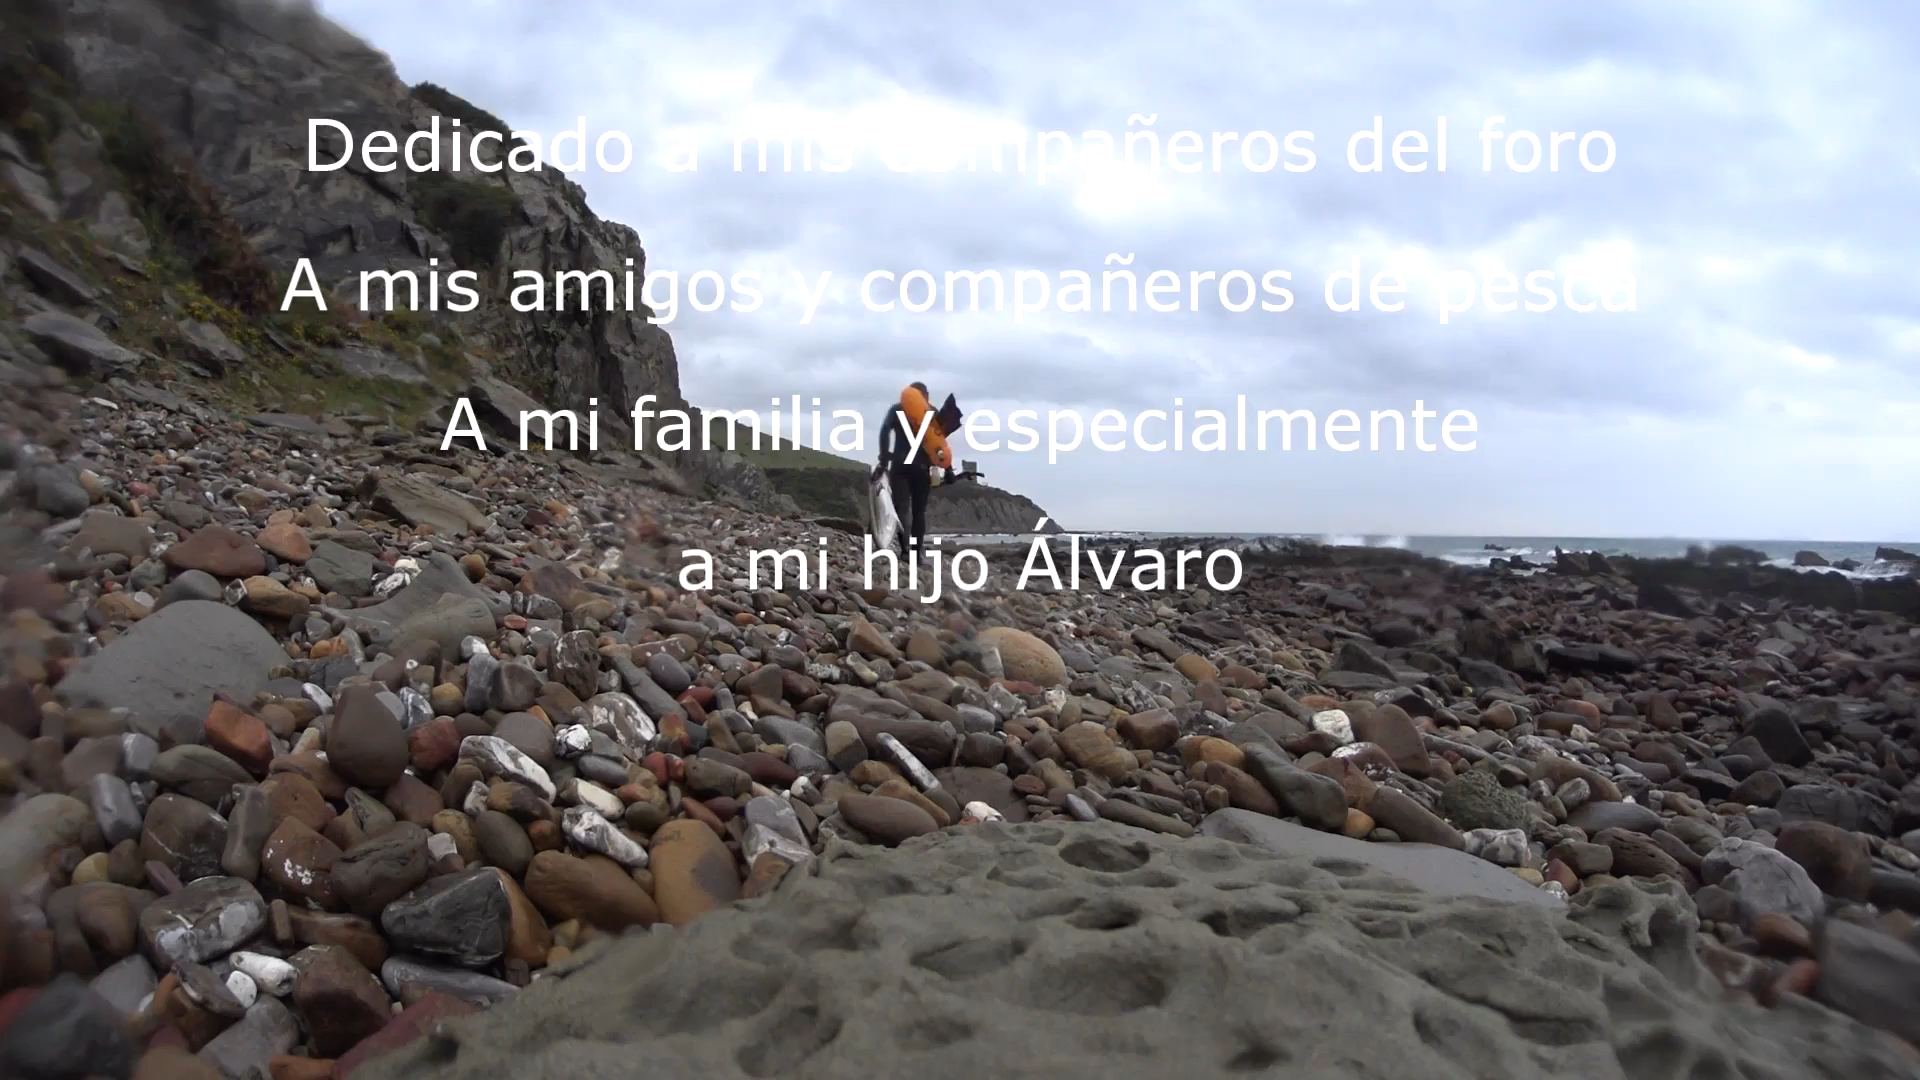 Dedicado a mis compañeros del foro
A mis amigos y compañeros de pesca
A mi familia y especialmente
a mi hijo Álvaro